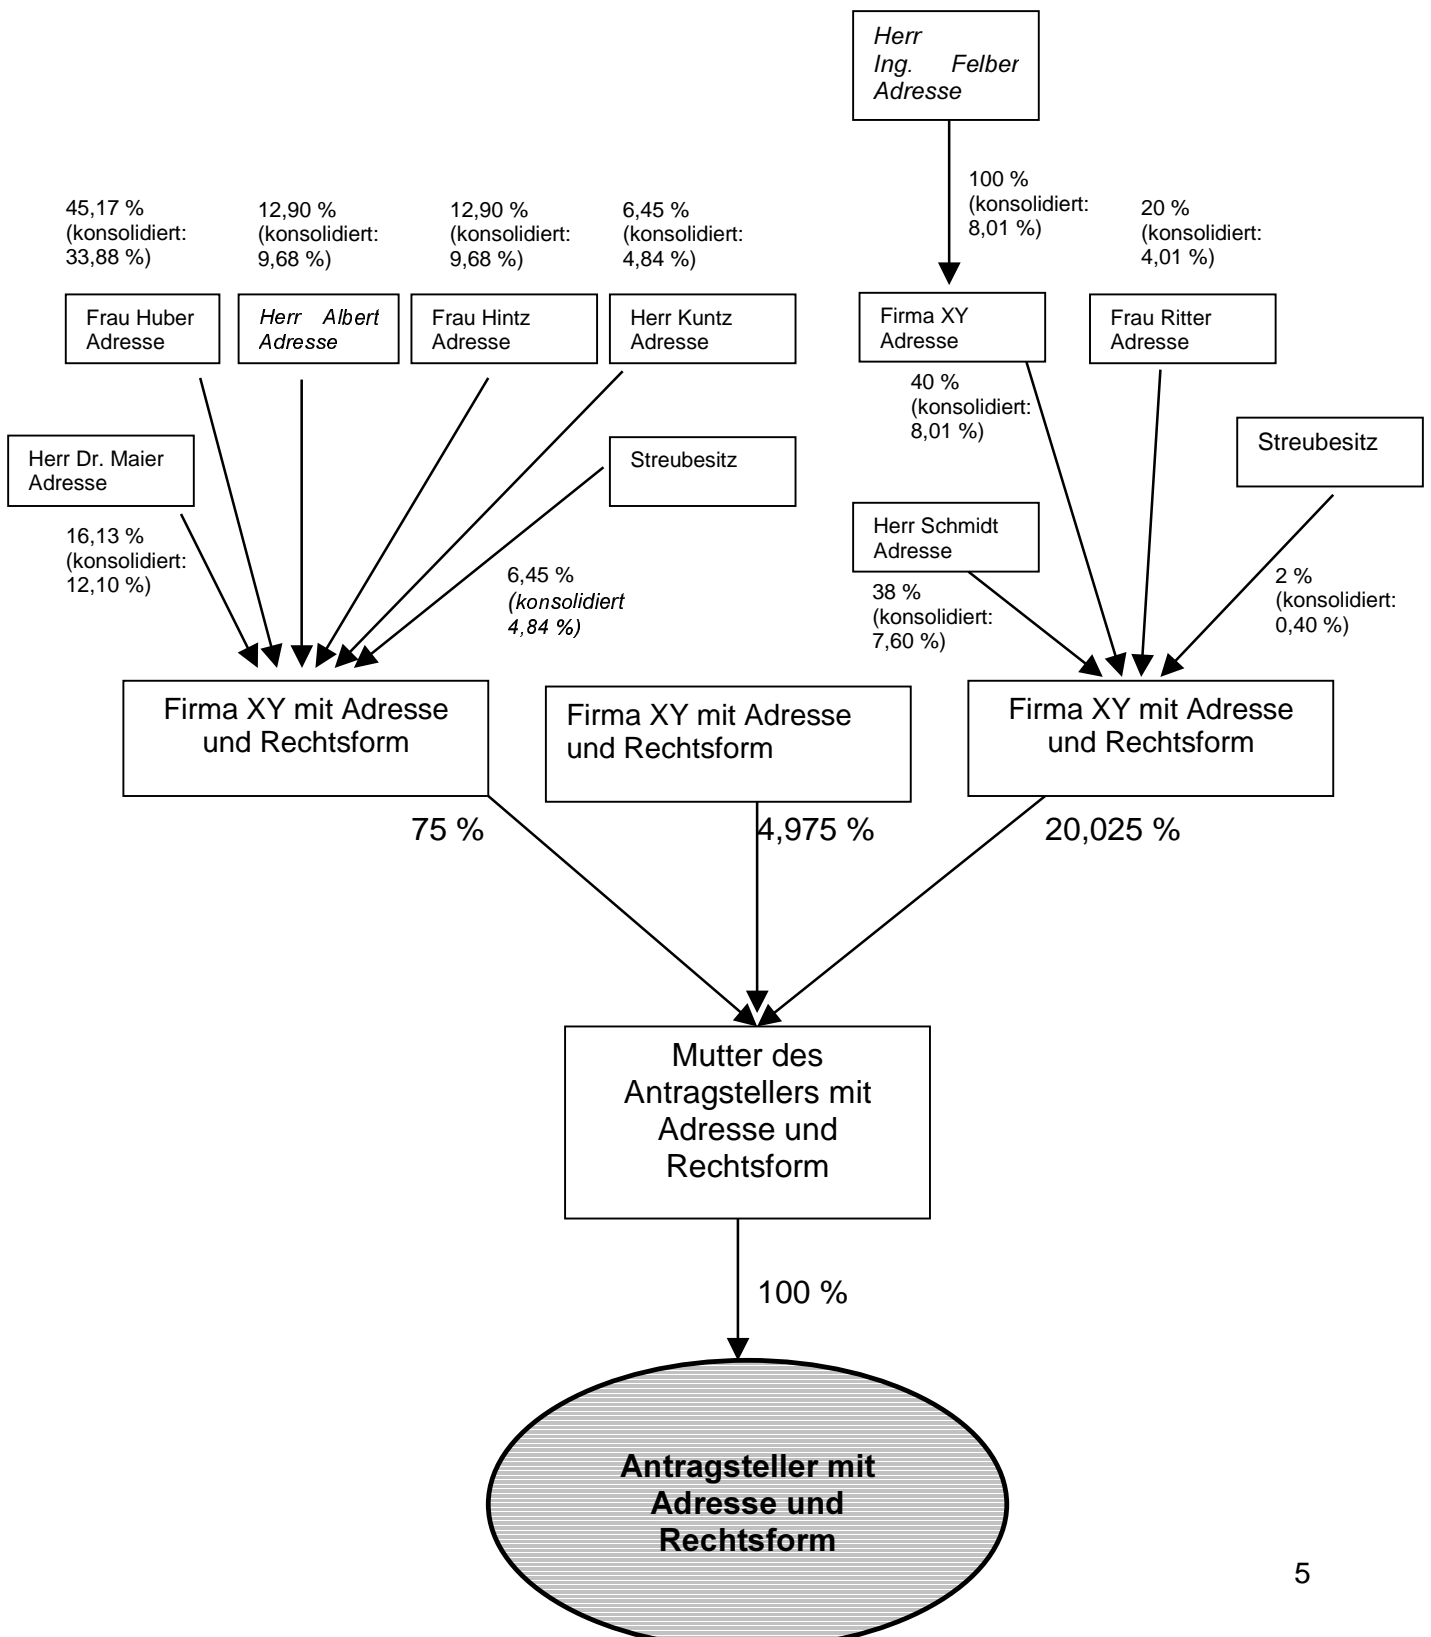 Herr
Ing. Felber
Adresse
100 %
(konsolidiert:
8,01 %)
45,17 %
(konsolidiert:
33,88 %)
12,90 %
(konsolidiert:
9,68 %)
12,90 %
(konsolidiert:
9,68 %)
6,45 %
(konsolidiert:
4,84 %)
20 %
(konsolidiert:
4,01 %)
Frau Huber
Adresse
Herr Albert
Adresse
Frau Hintz
Adresse
Herr Kuntz
Adresse
Firma XY
Adresse
Frau Ritter
Adresse
40 %
(konsolidiert:
8,01 %)
Herr Dr. Maier
Adresse
Streubesitz
Streubesitz
16,13 %
(konsolidiert:
12,10 %)
6,45 %
(konsolidiert
4,84 %)
Herr Schmidt
Adresse
38 %
(konsolidiert:
7,60 %)
2 %
(konsolidiert:
0,40 %)
Firma XY mit Adresse
und Rechtsform
Firma XY mit Adresse
und Rechtsform
Firma XY mit Adresse
und Rechtsform
75 %
4,975 %
20,025 %
Mutter des
Antragstellers mit
Adresse und
Rechtsform
100 %
Antragsteller mit
Adresse und
Rechtsform
5